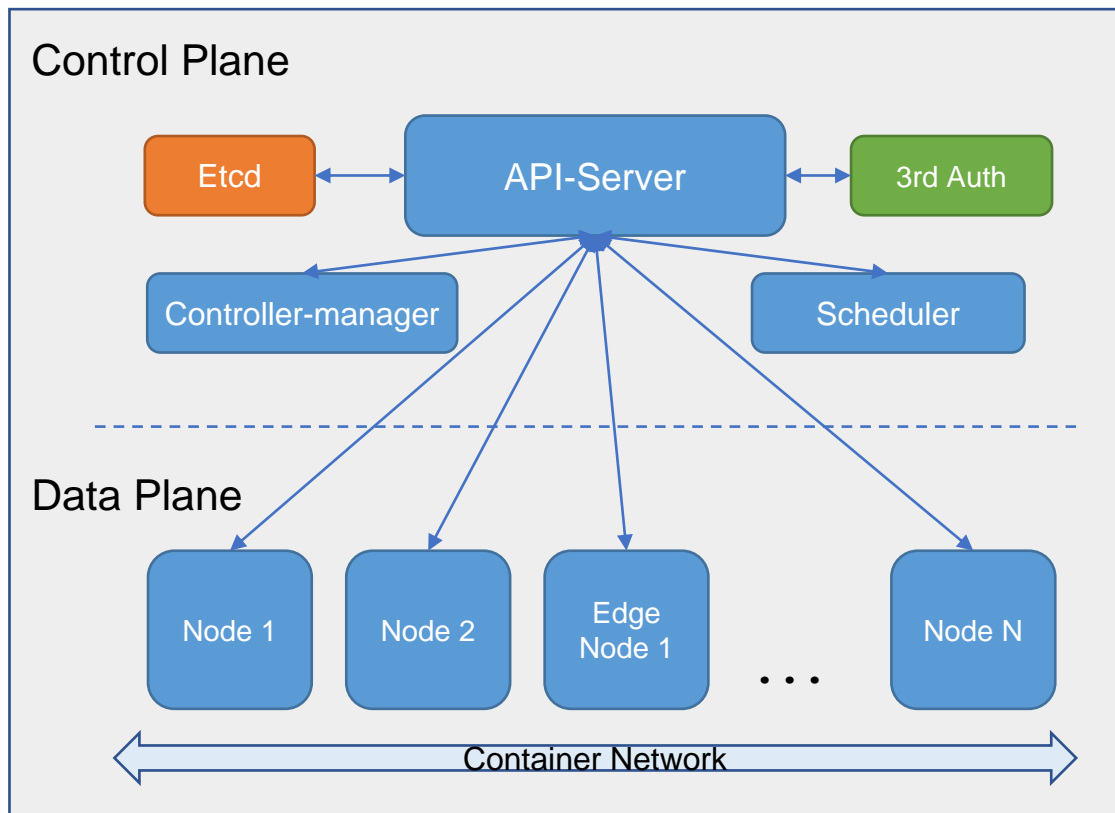 Control Plane
Etcd
API-Server
3rd Auth
Controller-manager
Scheduler
Data Plane
Node 1
Node 2
Edge
Node 1
. . .
Node N
Container Network